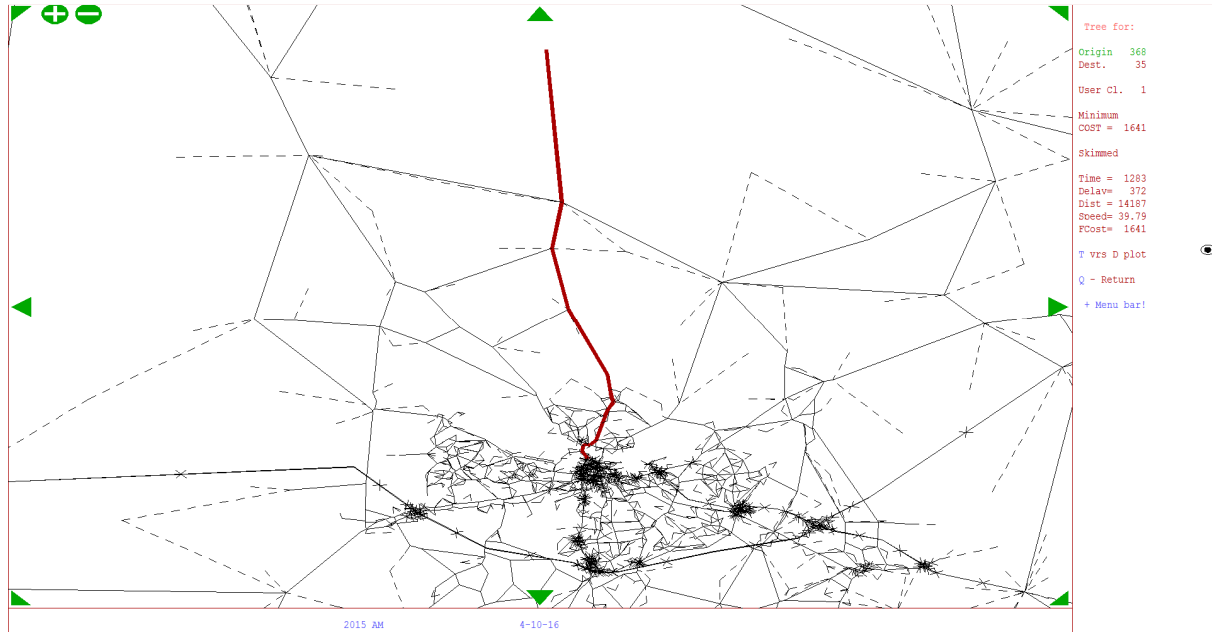 Tree for:
Origin 368
Dest. 35
User Cl. 1
Minimum
COST = 1641
Skimmed
Time = 1283
Delay= 372
Dist = 14187
Speed= 39.79
FCost= 1641
T vrs D plot
Q - Return
+ Menu bar!
2015 AM 4-10-16